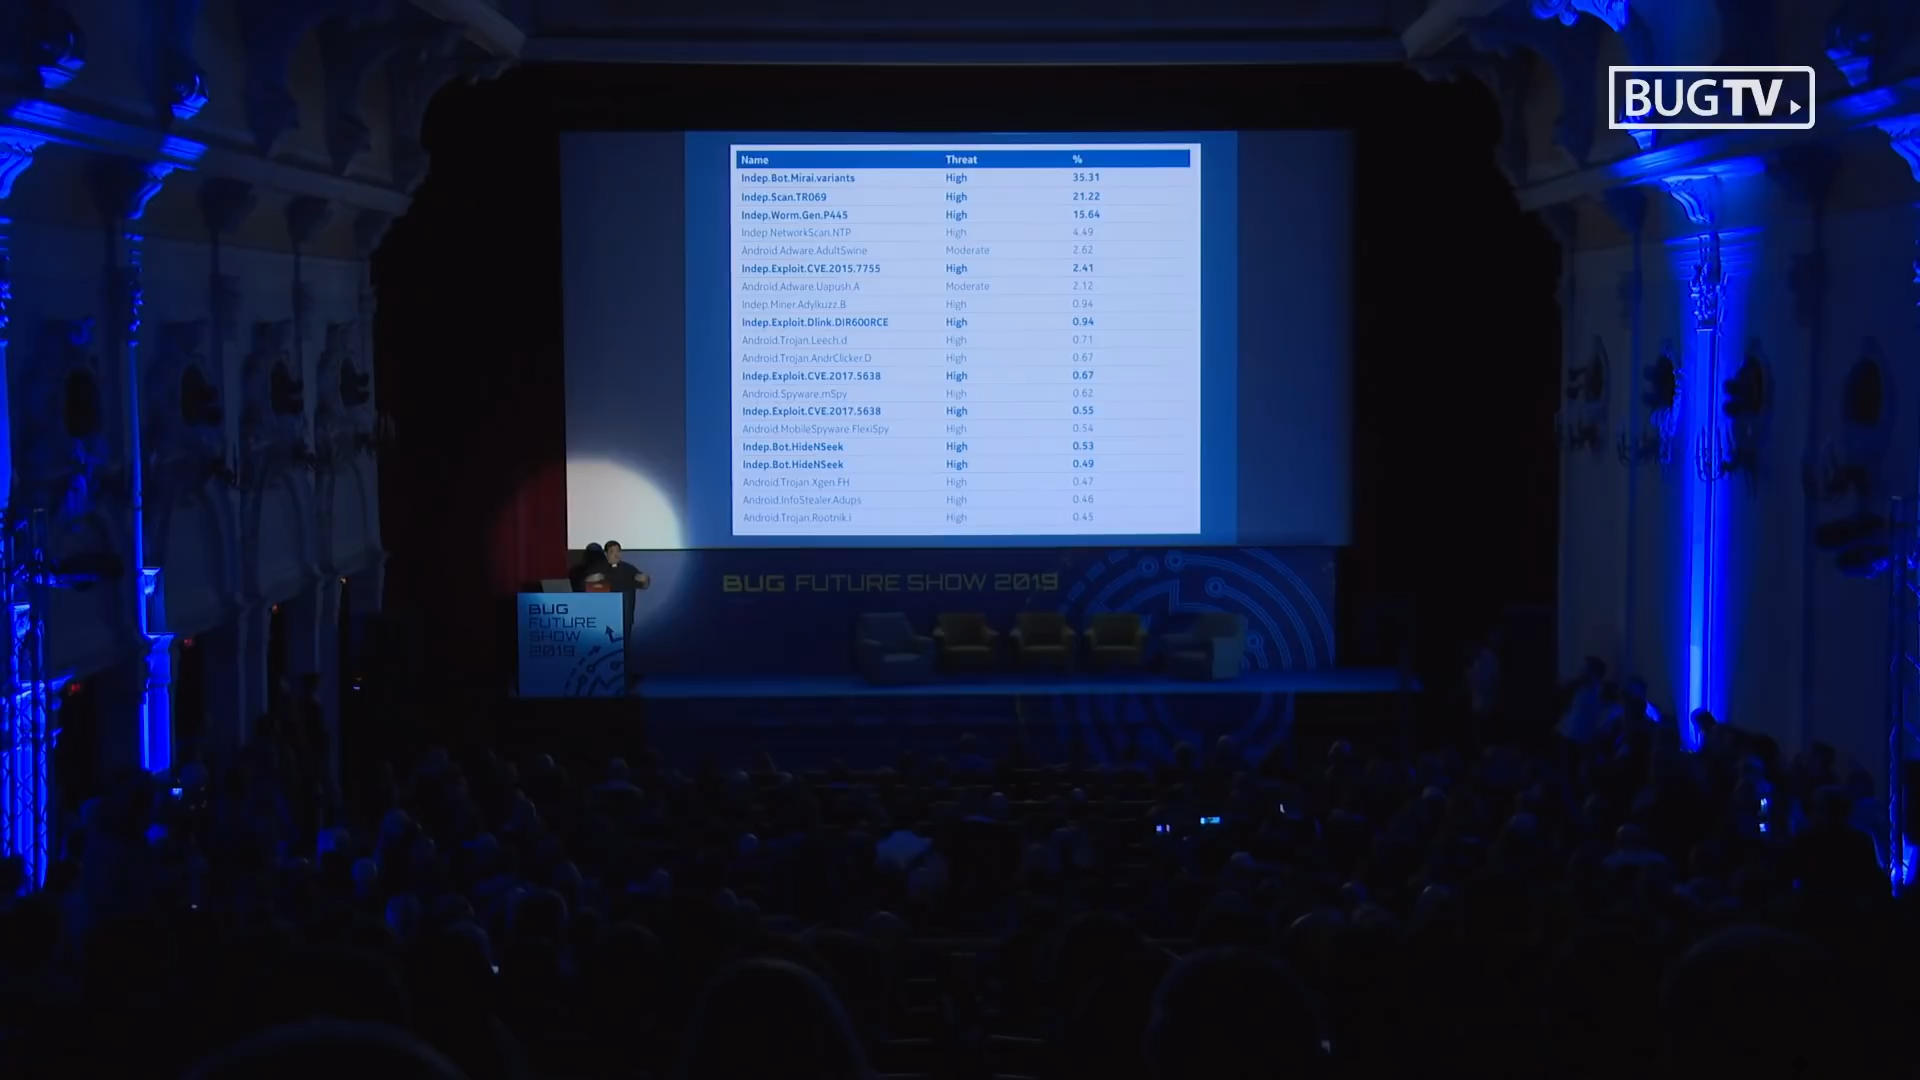 BUGTV
Name Threat %
Indep.Bot.Mirai.variants High 35.31
Indep.Scan.TR069 High 21.22
Indep.Worm.Gen.P445 High 15.64
Indep.NetworkScan.NTP High 4.49
Android.Adware.AdultSwine Moderate 2.62
Indep.Exploit.CVE.2015.7755 High 2.41
Android.Adware.Uapush.A Moderate 2.12
Indep.Miner.Adylkuzz.B High 0.94
Indep.Exploit.Dlink.DIR600RCE High 0.94
Android.Trojan.Leech.d High 0.71
Android.Trojan.AndrClicker.D High 0.67
Indep.Exploit.CVE.2017.5638 High 0.67
Android.Spyware.mSpy High 0.62
Indep.Exploit.CVE.2017.5638 High 0.55
Android.MobileSpyware.FlexiSpy High 0.54
Indep.Bot.HideNSeek High 0.53
Indep.Bot.HideNSeek High 0.49
Android.Trojan.Xgen.FH High 0.47
Android.InfoStealer.Adups High 0.46
Android.Trojan.Rootnik.i High 0.45
BUG FUTURE SHOW 2019
BUG
FUTURE
SHOW
2019